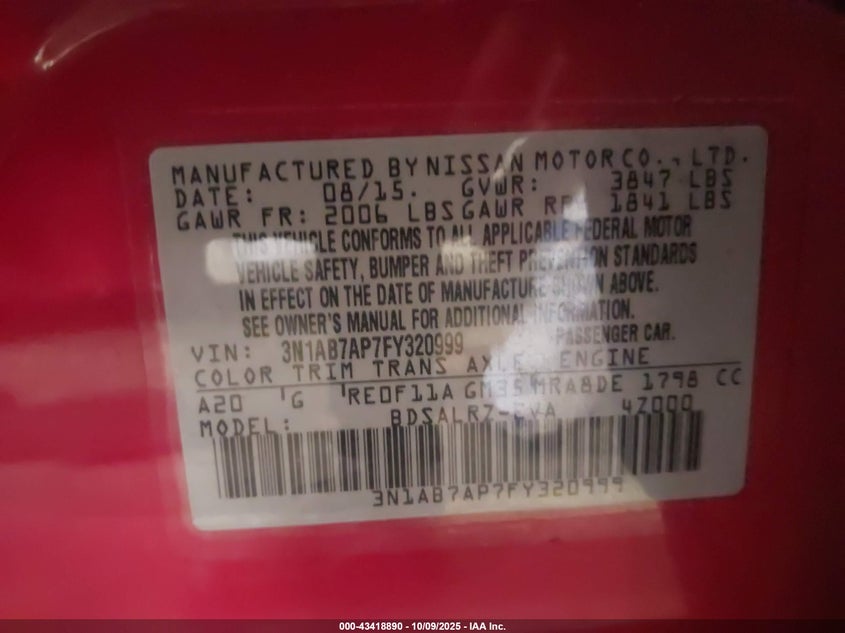 MANUFACTURED BY NISSAN MOTOR CO., LTD.
DATE: 08/15. GVWR: 3847 LBS
GAWR FR: 2006 LBS GAWR RR 1841 LBS
THIS VEHICLE CONFORMS TO ALL APPLICABLE FEDERAL MOTOR
VEHICLE SAFETY, BUMPER AND THEFT PREVENTION STANDARDS
IN EFFECT ON THE DATE OF MANUFACTURE SHOWN ABOVE.
SEE OWNER'S MANUAL FOR ADDITIONAL INFORMATION.
VIN: 3N1AB7AP7FY320999 PASSENGER CAR.
COLOR TRIM TRANS AXLE ENGINE
A20 G RE0F11A GM35 MRA8DE 1798 CC
MODEL: BDSALRZ-EVA 4Z000
3N1AB7AP7FY320999
000-43418890 - 10/09/2025 - IAA Inc.